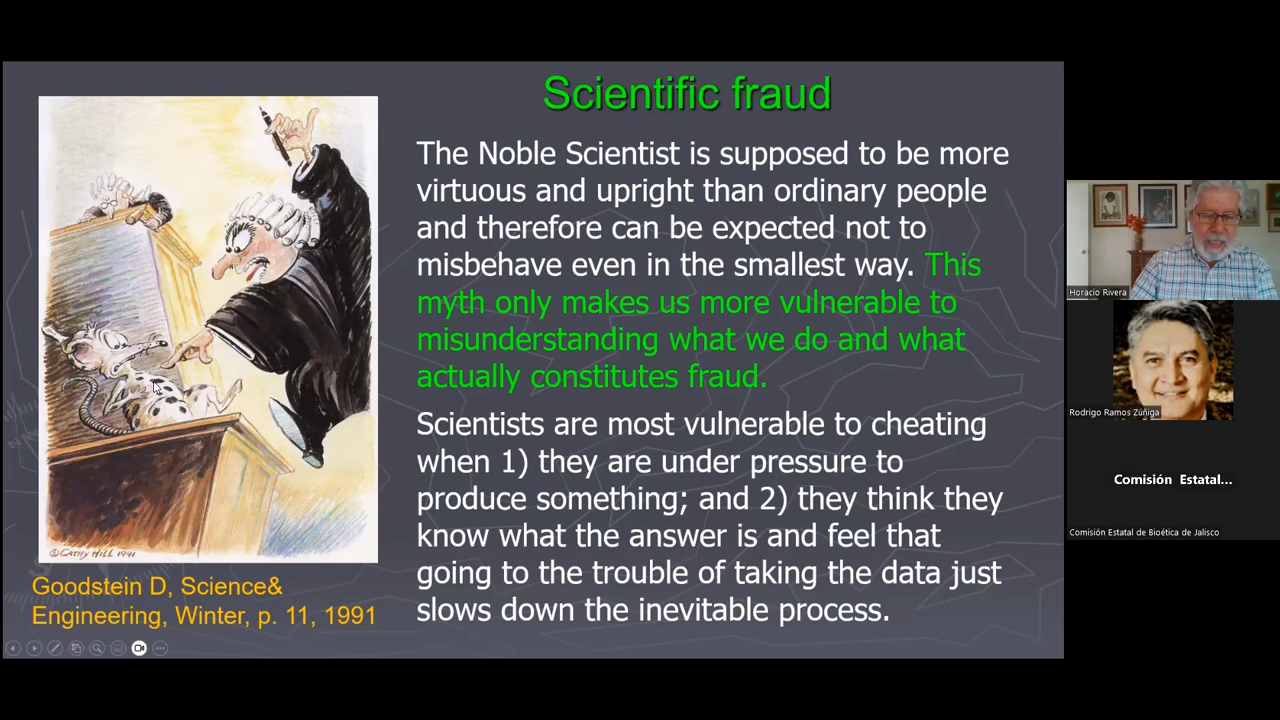 Scientific fraud
The Noble Scientist is supposed to be more
virtuous and upright than ordinary people
and therefore can be expected not to
misbehave even in the smallest way. This
myth only makes us more vulnerable to
misunderstanding what we do and what
actually constitutes fraud.
Scientists are most vulnerable to cheating
when 1) they are under pressure to
produce something; and 2) they think they
know what the answer is and feel that
going to the trouble of taking the data just
slows down the inevitable process.
©CATHY HILL 1991
Goodstein D, Science&
Engineering, Winter, p. 11, 1991
Horacio Rivera
Rodrigo Ramos Zúñiga
Comisión Estatal...
Comisión Estatal de Bioética de Jalisco